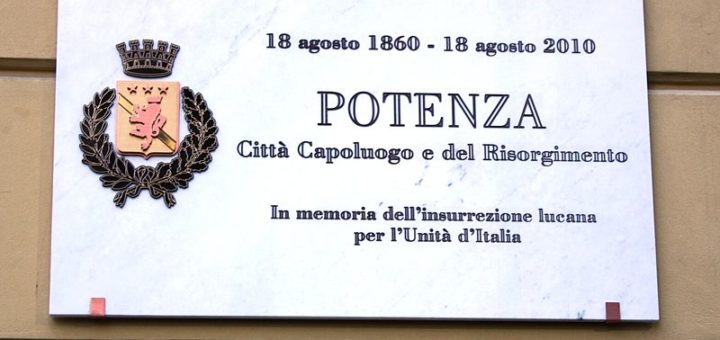 18 agosto 1860 - 18 agosto 2010
POTENZA
Città Capoluogo e del Risorgimento
In memoria dell'insurrezione lucana
per l'Unità d'Italia